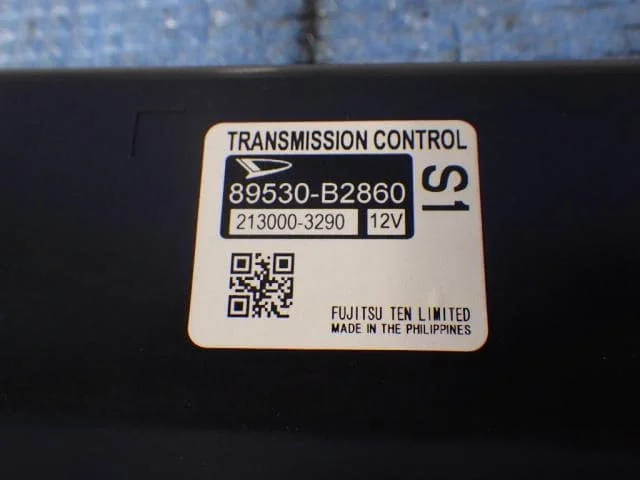 TRANSMISSION CONTROL
89530-B2860
213000-3290 12V
S1
FUJITSU TEN LIMITED
MADE IN THE PHILIPPINES